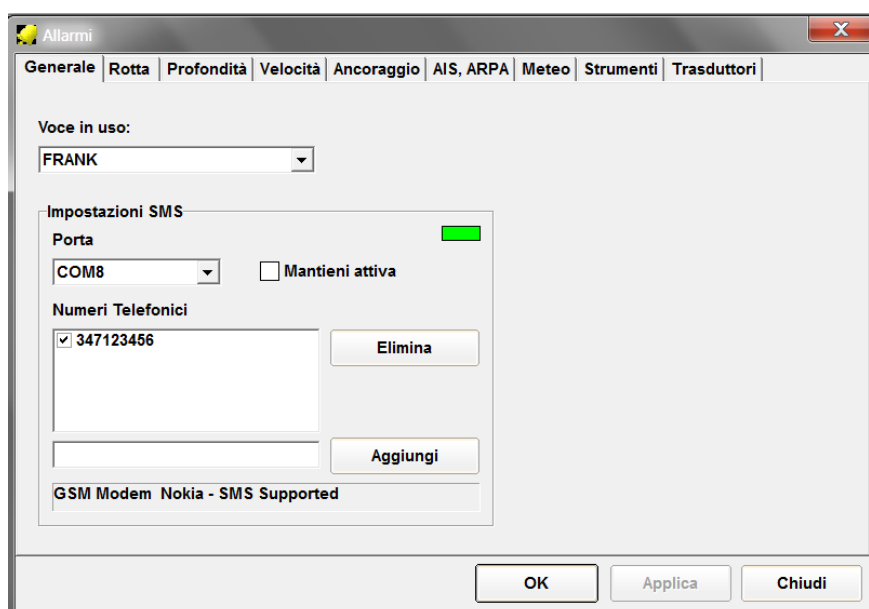 Allarmi
Generale Rotta Profondità Velocità Ancoraggio AIS, ARPA Meteo Strumenti Trasduttori
Voce in uso:
FRANK
Impostazioni SMS
Porta
COM8 Mantieni attiva
Numeri Telefonici
347123456
Elimina
Aggiungi
GSM Modem  Nokia - SMS Supported
OK Applica Chiudi